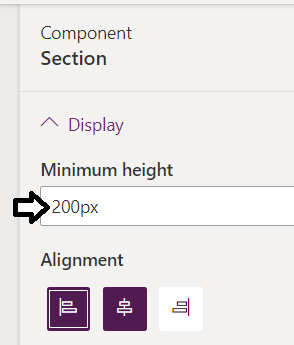 Component
Section
Display
Minimum height
200px
Alignment